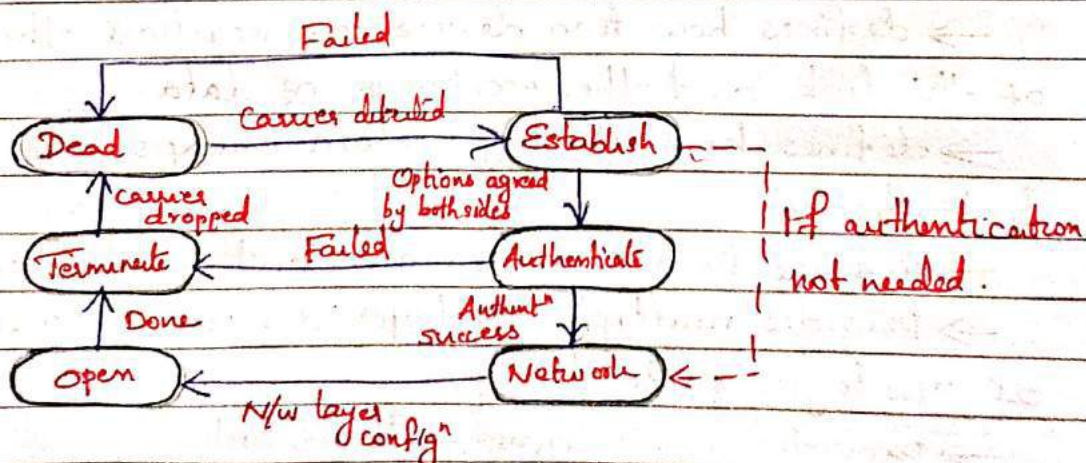 Failed
Dead
Carrier detected
Establish
Carrier
dropped
Options agreed
by both sides
If authentication
not needed.
Terminate
Failed
Authenticate
Done
Authentⁿ
success
Open
Network
N/w layer
configⁿ